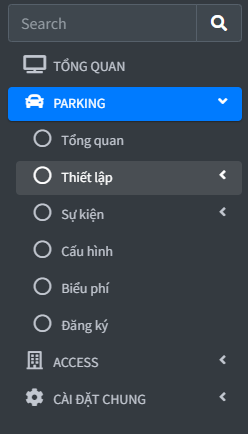 Search
TỔNG QUAN
PARKING
Tổng quan
Thiết lập
Sự kiện
Cấu hình
Biểu phí
Đăng ký
ACCESS
CÀI ĐẶT CHUNG